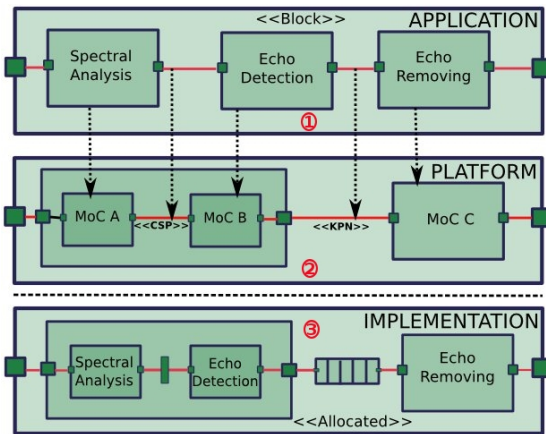 <<Block>> APPLICATION
Spectral Analysis
Echo Detection
Echo Removing
①
PLATFORM
MoC A
<<CSP>>
MoC B
<<KPN>>
MoC C
②
③ IMPLEMENTATION
Spectral Analysis
Echo Detection
Echo Removing
<<Allocated>>